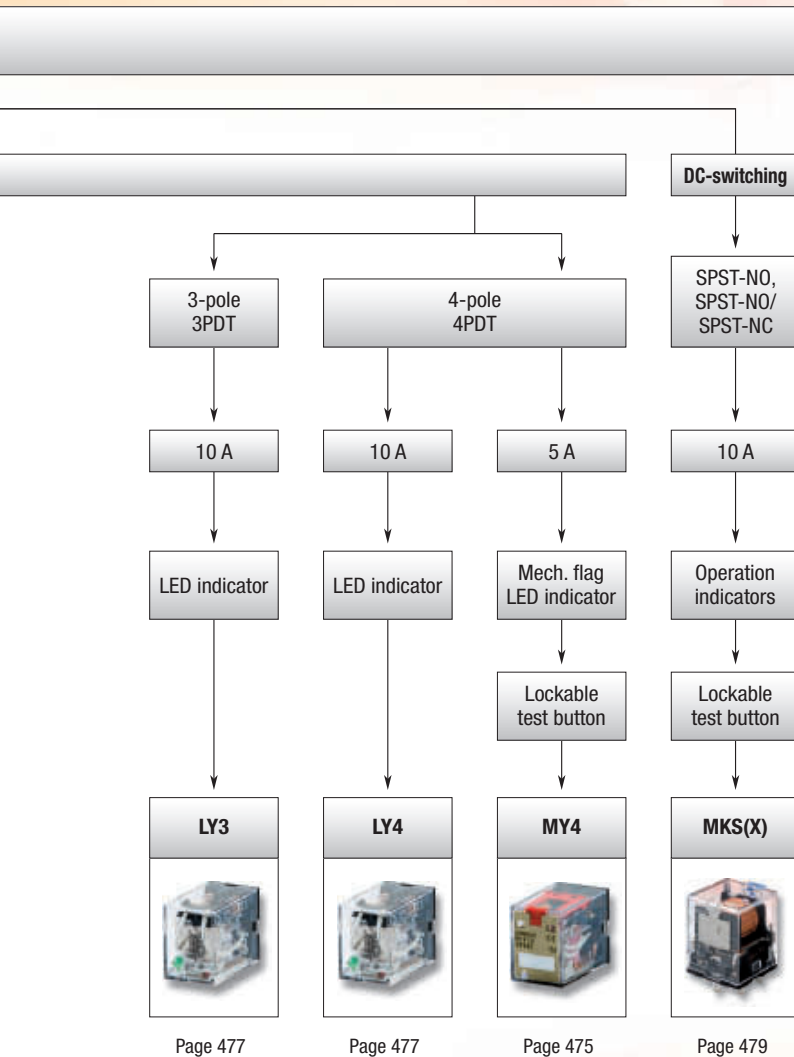 DC-switching
3-pole
3PDT
4-pole
4PDT
SPST-NO,
SPST-NO/
SPST-NC
10 A
10 A
5 A
10 A
LED indicator
LED indicator
Mech. flag
LED indicator
Operation
indicators
Lockable
test button
Lockable
test button
LY3
LY4
MY4
MKS(X)
Page 477
Page 477
Page 475
Page 479